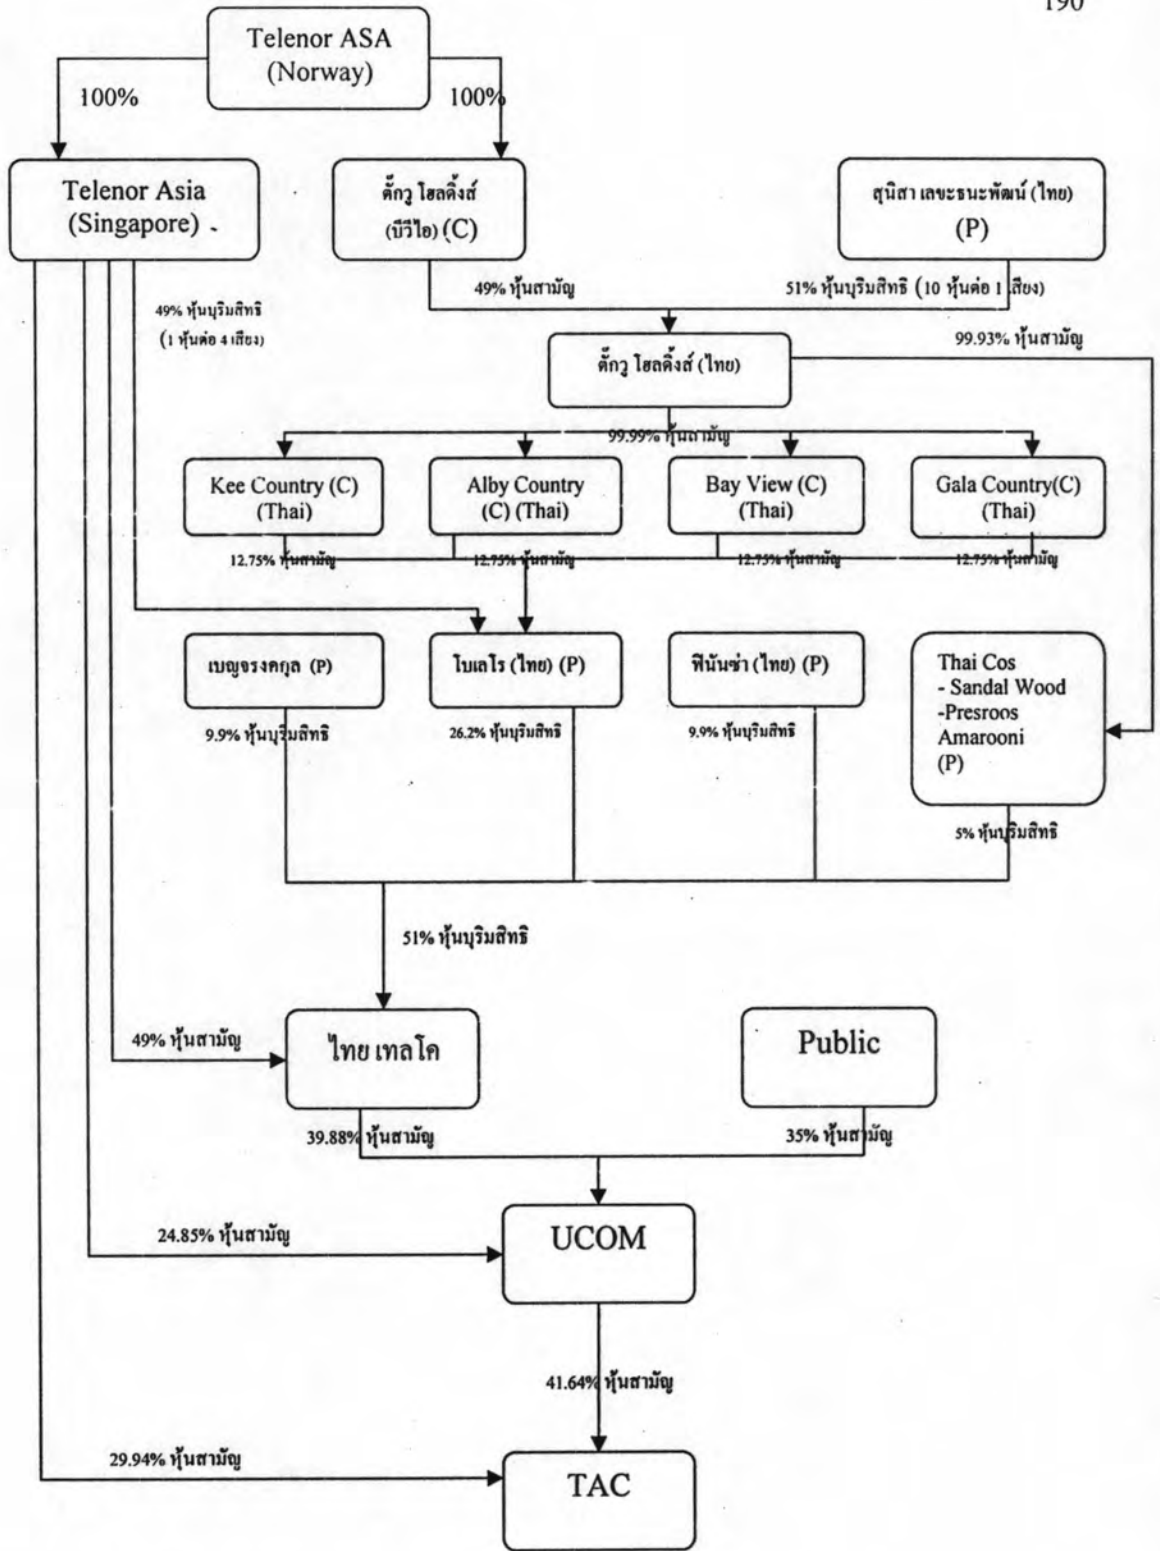 190
Telenor ASA
(Norway)
100%
100%
Telenor Asia
(Singapore)
ตั๊กวู โฮลดิ้งส์
(บีวีไอ) (C)
สุนิสา เลขะธนะพัฒน์ (ไทย)
(P)
49% หุ้นบุริมสิทธิ
(1 หุ้นต่อ 4 เสียง)
49% หุ้นสามัญ
51% หุ้นบุริมสิทธิ (10 หุ้นต่อ 1 เสียง)
ตั๊กวู โฮลดิ้งส์ (ไทย)
99.93% หุ้นสามัญ
99.99% หุ้นสามัญ
Kee Country (C)
(Thai)
Alby Country
(C) (Thai)
Bay View (C)
(Thai)
Gala Country(C)
(Thai)
12.75% หุ้นสามัญ
12.75% หุ้นสามัญ
12.75% หุ้นสามัญ
12.75% หุ้นสามัญ
เบญจรงคกุล (P)
โบเลโร (ไทย) (P)
ฟินันซ่า (ไทย) (P)
Thai Cos
- Sandal Wood
-Presroos
Amarooni
(P)
9.9% หุ้นบุริมสิทธิ
26.2% หุ้นบุริมสิทธิ
9.9% หุ้นบุริมสิทธิ
5% หุ้นบุริมสิทธิ
51% หุ้นบุริมสิทธิ
49% หุ้นสามัญ
ไทย เทลโค
Public
39.88% หุ้นสามัญ
35% หุ้นสามัญ
24.85% หุ้นสามัญ
UCOM
41.64% หุ้นสามัญ
29.94% หุ้นสามัญ
TAC